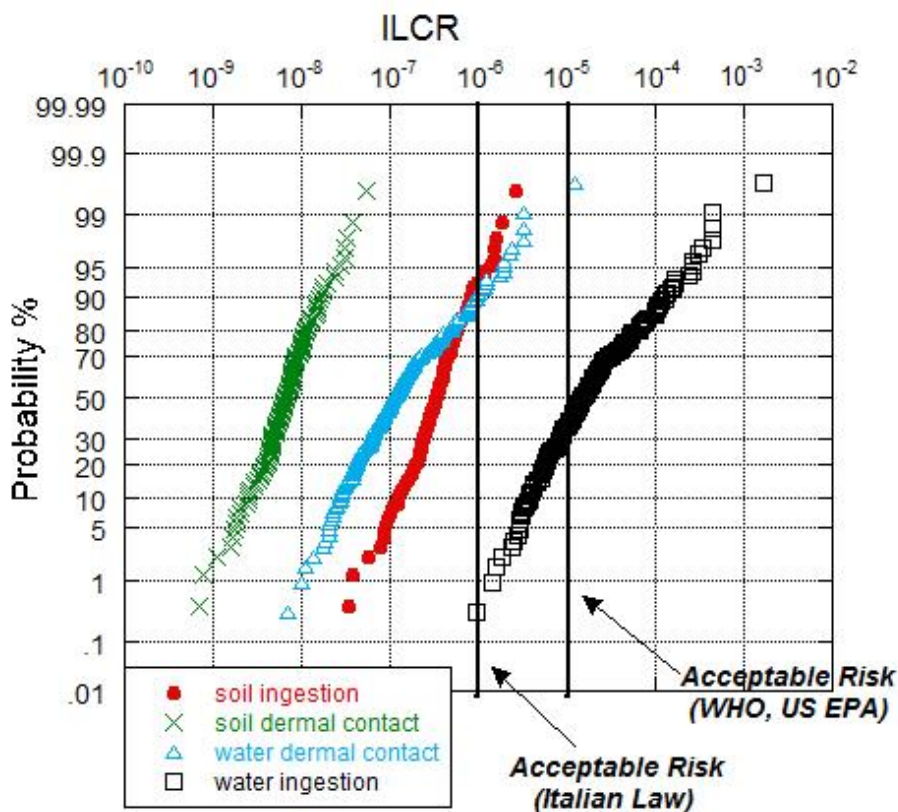 ILCR
10-10 10-9 10-8 10-7 10-6 10-5 10-4 10-3 10-2
99.99
99.9
99
95
90
80
70
50
30
20
10
5
1
.1
.01
Probability %
soil ingestion
soil dermal contact
water dermal contact
water ingestion
Acceptable Risk
(WHO, US EPA)
Acceptable Risk
(Italian Law)